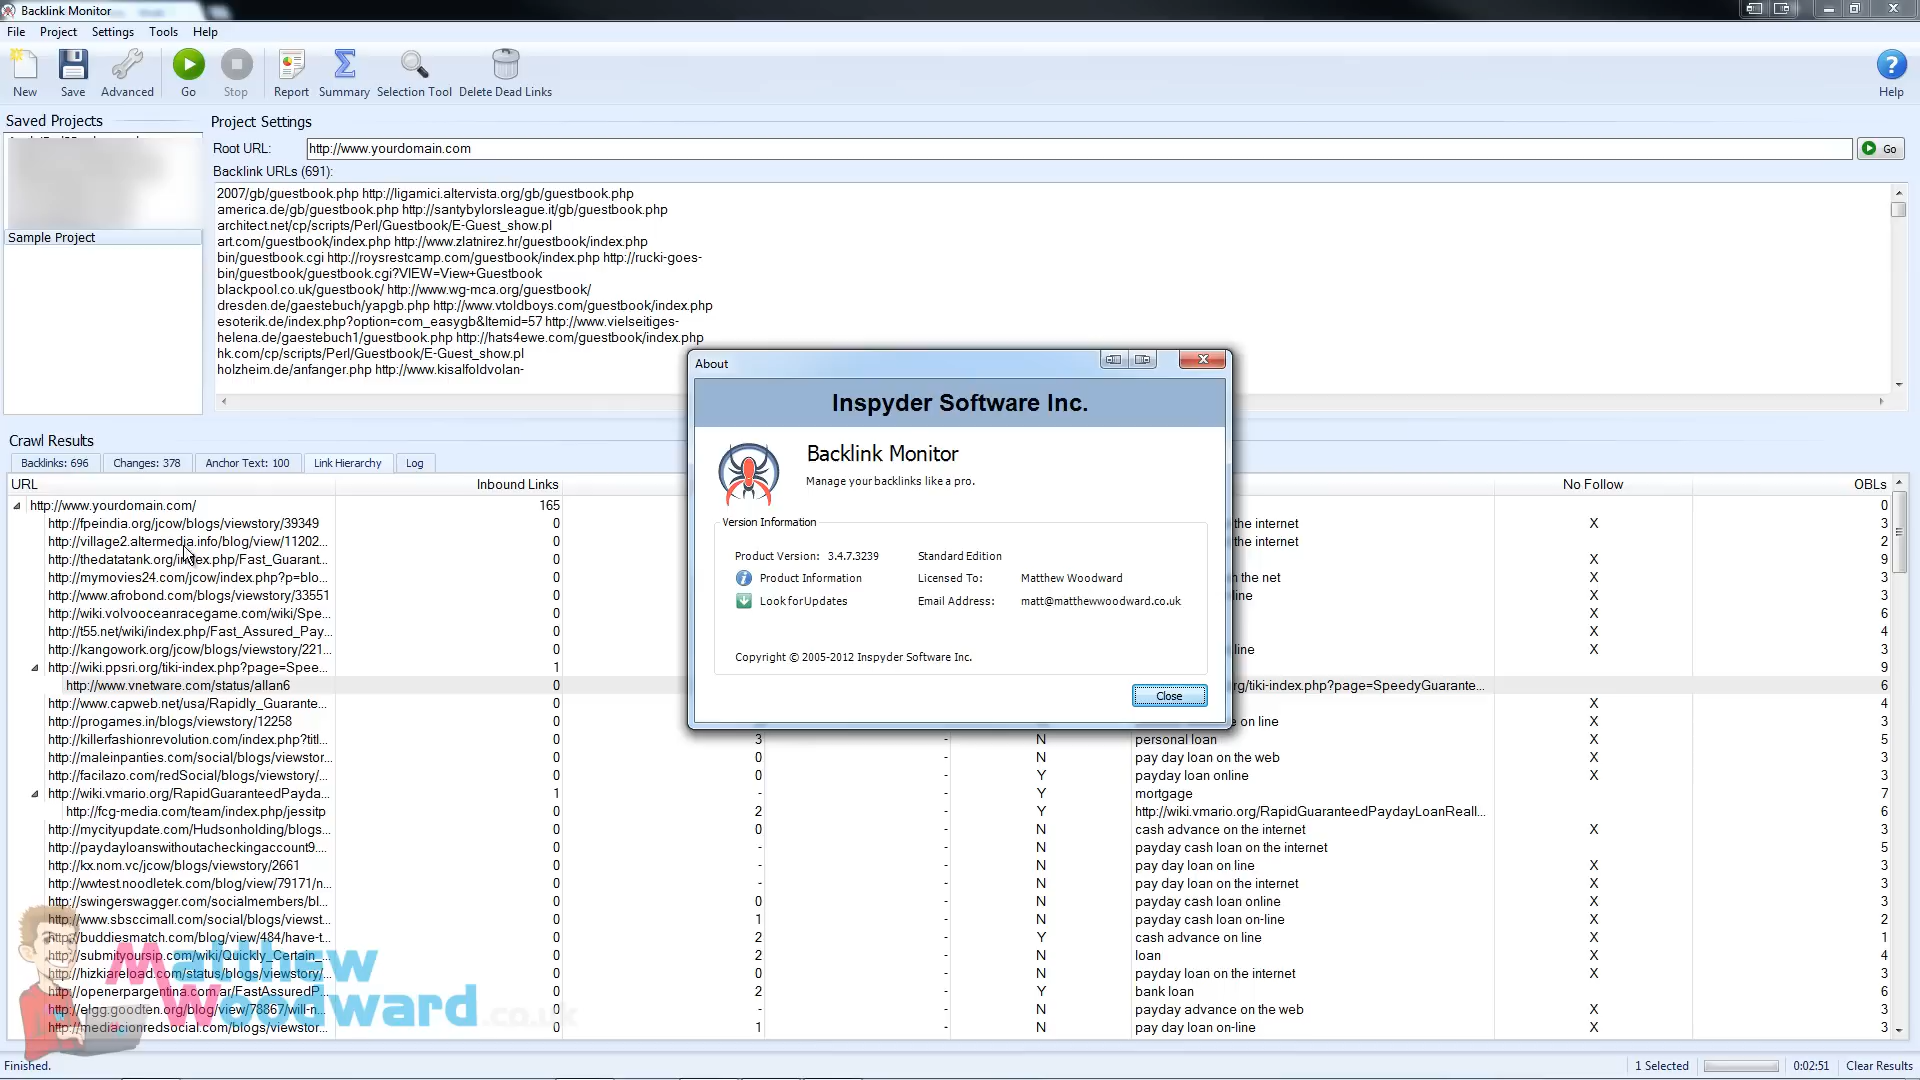 Backlink Monitor
File Project Settings Tools Help
New Save Advanced Go Stop Report Summary Selection Tool Delete Dead Links Help
Saved Projects
Sample Project
Project Settings
Root URL: http://www.yourdomain.com Go
Backlink URLs (691):
2007/gb/guestbook.php http://ligamici.altervista.org/gb/guestbook.php
america.de/gb/guestbook.php http://santybylorsleague.it/gb/guestbook.php
architect.net/cp/scripts/Perl/Guestbook/E-Guest_show.pl
art.com/guestbook/index.php http://www.zlatnirez.hr/guestbook/index.php
bin/guestbook.cgi http://roysrestcamp.com/guestbook/index.php http://rucki-goes-
bin/guestbook/guestbook.cgi?VIEW=View+Guestbook
blackpool.co.uk/guestbook/ http://www.wg-mca.org/guestbook/
dresden.de/gaestebuch/yapgb.php http://www.vtoldboys.com/guestbook/index.php
esoterik.de/index.php?option=com_easygb&Itemid=57 http://www.vielseitiges-
helena.de/gaestebuch1/guestbook.php http://hats4ewe.com/guestbook/index.php
hk.com/cp/scripts/Perl/Guestbook/E-Guest_show.pl
holzheim.de/anfanger.php http://www.kisalfoldvolan-
About
Inspyder Software Inc.
Backlink Monitor
Manage your backlinks like a pro.
Version Information
Product Version: 3.4.7.3239 Standard Edition
Product Information Licensed To: Matthew Woodward
Look for Updates Email Address: matt@matthewwoodward.co.uk
Copyright © 2005-2012 Inspyder Software Inc.
Close
Crawl Results
Backlinks: 696 Changes: 378 Anchor Text: 100 Link Hierarchy Log
URL Inbound Links No Follow OBLs
http://www.yourdomain.com/ 165 0
http://fpeindia.org/jcow/blogs/viewstory/39349 0 the internet X 3
http://village2.altermedia.info/blog/view/11202... 0 the internet 2
http://thedatatank.org/index.php/Fast_Guarant... 0 X 9
http://mymovies24.com/jcow/index.php?p=blo... 0 the net X 3
http://www.afrobond.com/blogs/viewstory/33551 0 line X 3
http://wiki.volvooceanracegame.com/wiki/Spe... 0 X 6
http://t55.net/wiki/index.php/Fast_Assured_Pay... 0 X 4
http://kangowork.org/jcow/blogs/viewstory/221... 0 line X 3
http://wiki.ppsri.org/tiki-index.php?page=Spee... 1 9
http://www.vnetware.com/status/allan6 0 rg/tiki-index.php?page=SpeedyGuarante... 6
http://www.capweb.net/usa/Rapidly_Guarante... 0 X 4
http://progames.in/blogs/viewstory/12258 0 on line X 3
http://killerfashionrevolution.com/index.php?titl... 0 3 - N personal loan X 5
http://maleinpanties.com/social/blogs/viewstor... 0 0 - N pay day loan on the web X 3
http://facilazo.com/redSocial/blogs/viewstory/... 0 0 - Y payday loan online X 3
http://wiki.vmario.org/RapidGuaranteedPayda... 1 - - Y mortgage 7
http://fcg-media.com/team/index.php/jessitp 0 2 - Y http://wiki.vmario.org/RapidGuaranteedPaydayLoanReall... 6
http://mycityupdate.com/Hudsonholding/blogs... 0 0 - N cash advance on the internet X 3
http://paydayloanswithoutacheckingaccount9.... 0 - - N payday cash loan on the internet 5
http://kx.nom.vc/jcow/blogs/viewstory/2661 0 - - N pay day loan on line X 3
http://wwtest.noodletek.com/blog/view/79171/n... 0 - - N pay day loan on the internet X 3
http://swingerswagger.com/socialmembers/bl... 0 0 - N payday cash loan online X 3
http://www.sbsccimall.com/social/blogs/viewst... 0 1 - N payday cash loan on-line X 2
http://buddiesmatch.com/blog/view/484/have-t... 0 2 - Y cash advance on line X 1
http://submityoursip.com/wiki/Quickly_Certain_... 0 2 - N loan X 4
http://hizkiareload.com/status/blogs/viewstory/... 0 0 - N payday loan on the internet X 3
http://openerpargentina.com.ar/FastAssuredP... 0 2 - Y bank loan 6
http://elgg.goodten.org/blog/view/78867/will-n... 0 - - N payday advance on the web X 3
http://mediacionredsocial.com/blogs/viewstor... 0 1 - N pay day loan on-line X 3
Matthew
Woodward.co.uk
Finished. 1 Selected 0:02:51 Clear Results